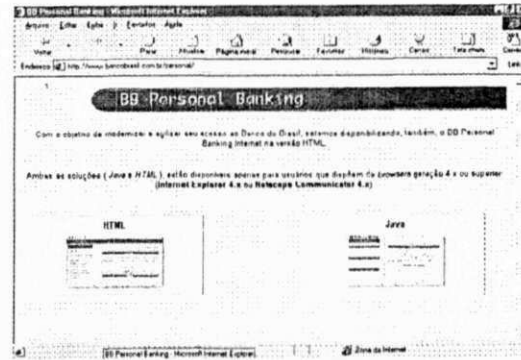 BB Personal Banking - Microsoft Internet Explorer
Arquivo Editar Exibir Ir Favoritos Ajuda
Voltar Parar Atualizar Página inicial Pesquisar Favoritos Histórico Canais Tela cheia
Endereço http://www.bancobrasil.com.br/personal/
BB Personal Banking
Com o objetivo de modernizar e agilizar seu acesso ao Banco do Brasil, estamos disponibilizando, também, o BB Personal
Banking Internet na versão HTML.
Ambas as soluções (Java e HTML), estão disponíveis apenas para usuários que dispõem de browsers geração 4.x ou superior
(Internet Explorer 4.x ou Netscape Communicator 4.x)
HTML
Java
BB Personal Banking - Microsoft Internet Explorer
Zona da Internet